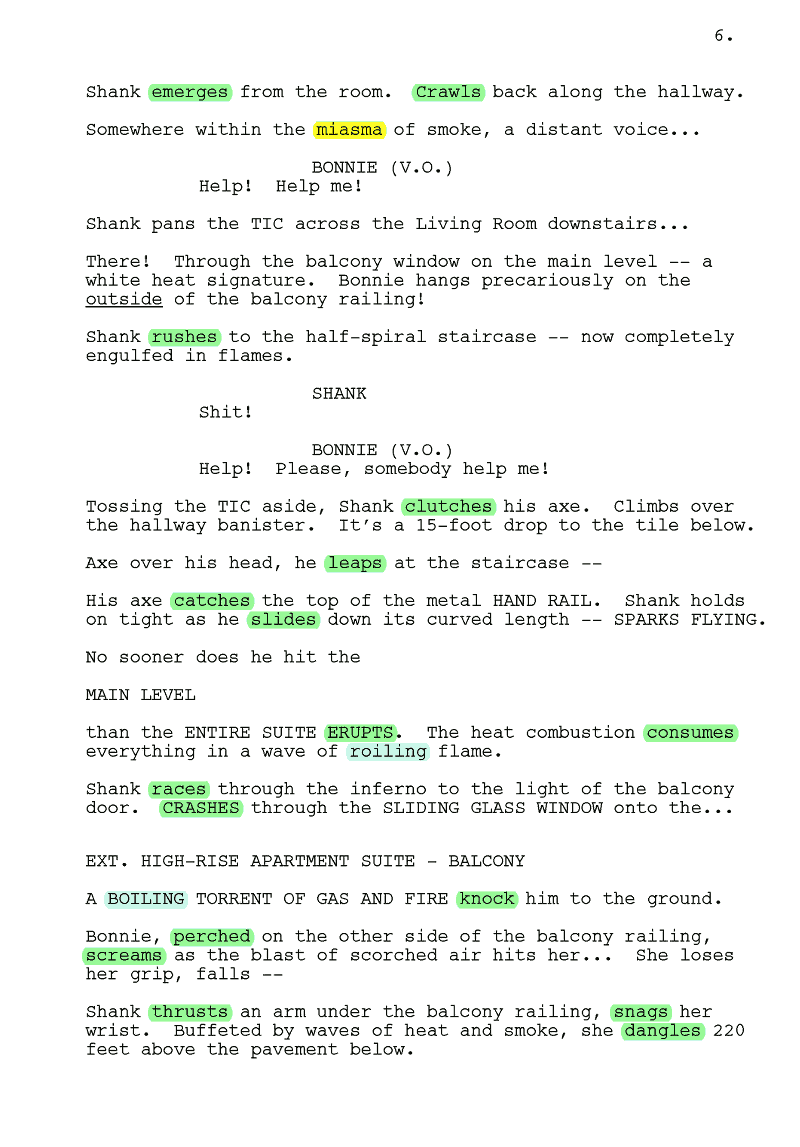 6.
Shank emerges from the room.  Crawls back along the hallway.
Somewhere within the miasma of smoke, a distant voice...
BONNIE (V.O.)
Help!  Help me!
Shank pans the TIC across the Living Room downstairs...
There!  Through the balcony window on the main level -- a
white heat signature.  Bonnie hangs precariously on the
outside of the balcony railing!
Shank rushes to the half-spiral staircase -- now completely
engulfed in flames.
SHANK
Shit!
BONNIE (V.O.)
Help!  Please, somebody help me!
Tossing the TIC aside, Shank clutches his axe.  Climbs over
the hallway banister.  It's a 15-foot drop to the tile below.
Axe over his head, he leaps at the staircase --
His axe catches the top of the metal HAND RAIL.  Shank holds
on tight as he slides down its curved length -- SPARKS FLYING.
No sooner does he hit the
MAIN LEVEL
than the ENTIRE SUITE ERUPTS.  The heat combustion consumes
everything in a wave of roiling flame.
Shank races through the inferno to the light of the balcony
door.  CRASHES through the SLIDING GLASS WINDOW onto the...
EXT. HIGH-RISE APARTMENT SUITE - BALCONY
A BOILING TORRENT OF GAS AND FIRE knock him to the ground.
Bonnie, perched on the other side of the balcony railing,
screams as the blast of scorched air hits her...  She loses
her grip, falls --
Shank thrusts an arm under the balcony railing, snags her
wrist.  Buffeted by waves of heat and smoke, she dangles 220
feet above the pavement below.